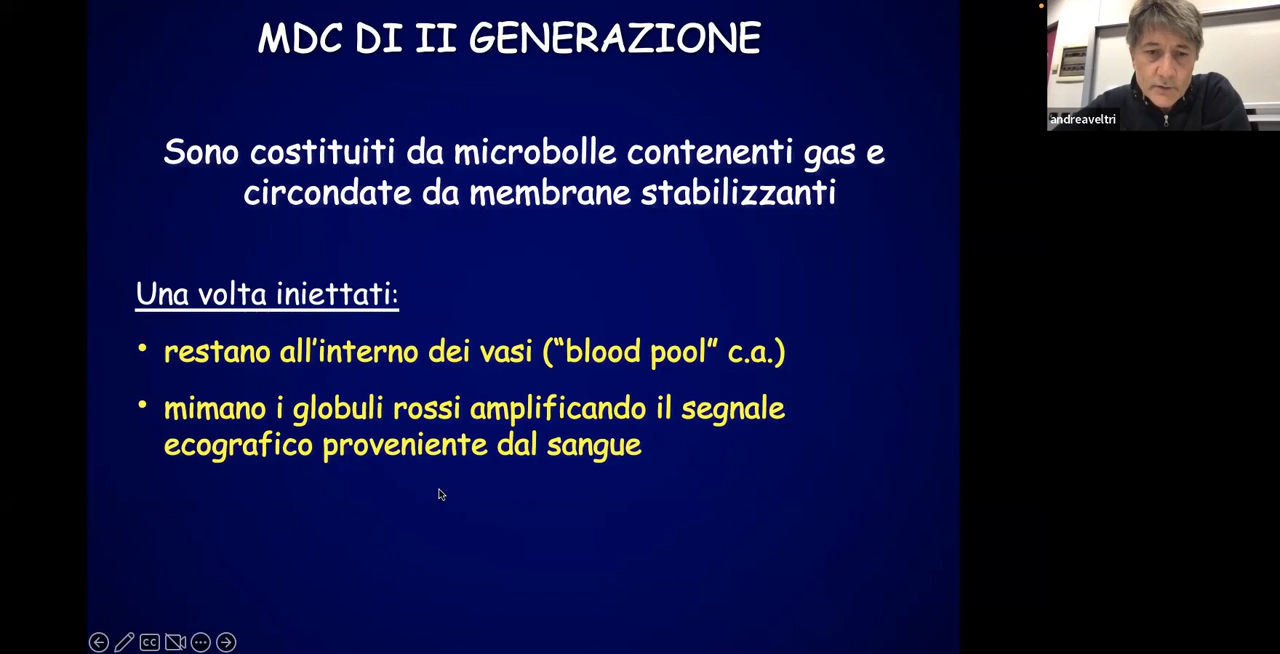 MDC DI II GENERAZIONE
Sono costituiti da microbolle contenenti gas e
circondate da membrane stabilizzanti
Una volta iniettati:
• restano all'interno dei vasi (“blood pool” c.a.)
• mimano i globuli rossi amplificando il segnale
ecografico proveniente dal sangue
andreaveltri
CC